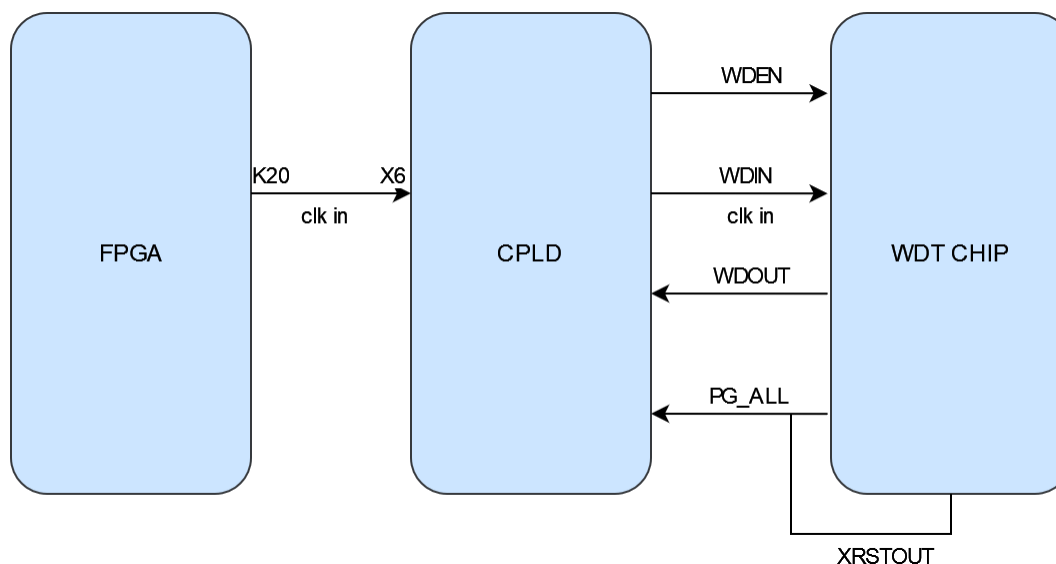 WDEN
K20
X6
clk in
WDIN
clk in
FPGA
CPLD
WDT CHIP
WDOUT
PG_ALL
XRSTOUT